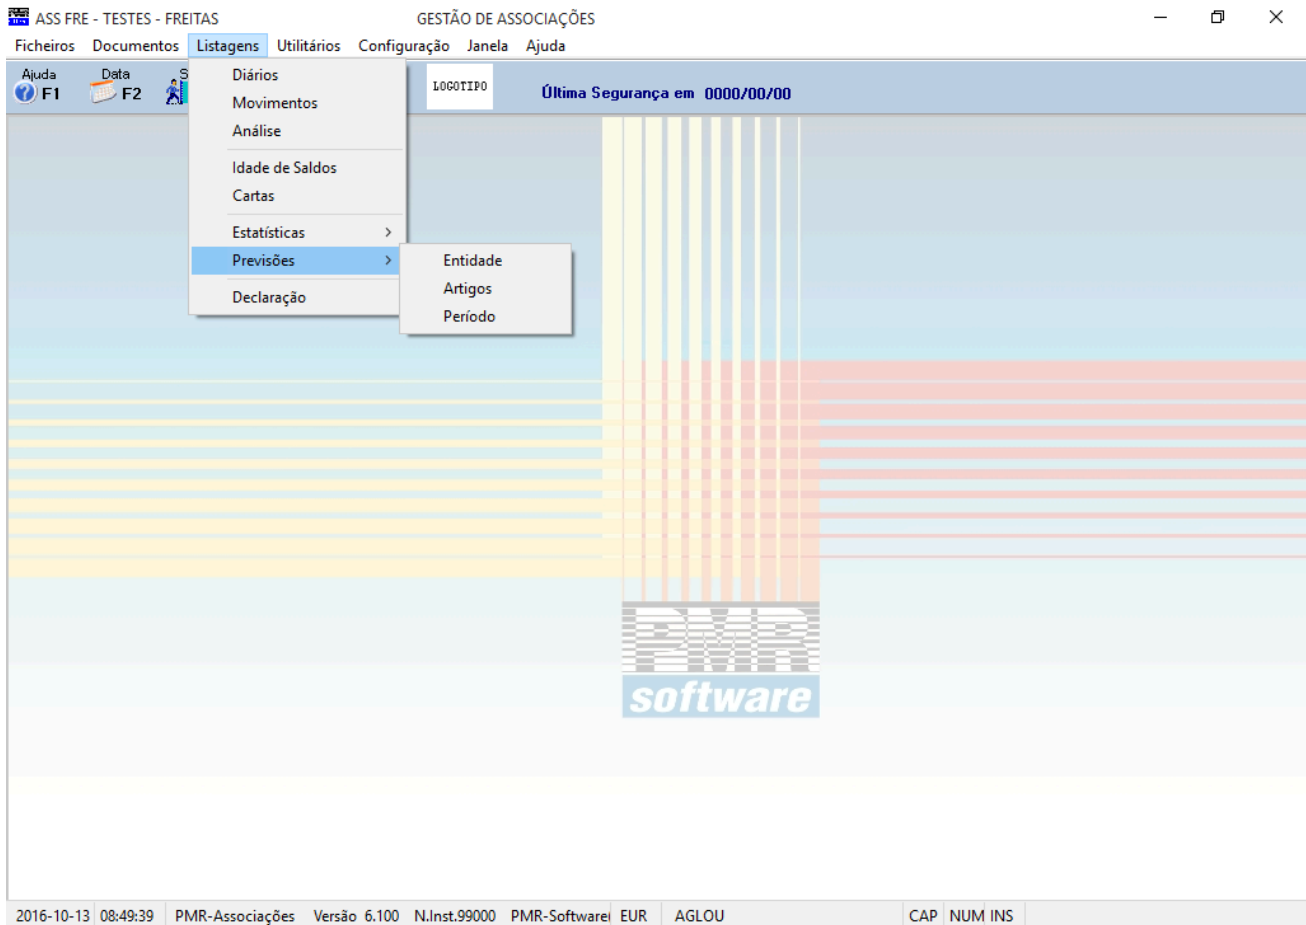 ASS FRE - TESTES - FREITAS GESTÃO DE ASSOCIAÇÕES
Ficheiros Documentos Listagens Utilitários Configuração Janela Ajuda
Ajuda F1 Data F2 S
LOGOTIPO
Última Segurança em 0000/00/00
Diários
Movimentos
Análise
Idade de Saldos
Cartas
Estatísticas
Previsões
Declaração
Entidade
Artigos
Período
PMR
software
2016-10-13 08:49:39 PMR-Associações Versão 6.100 N.Inst.99000 PMR-Software EUR AGLOU CAP NUM INS